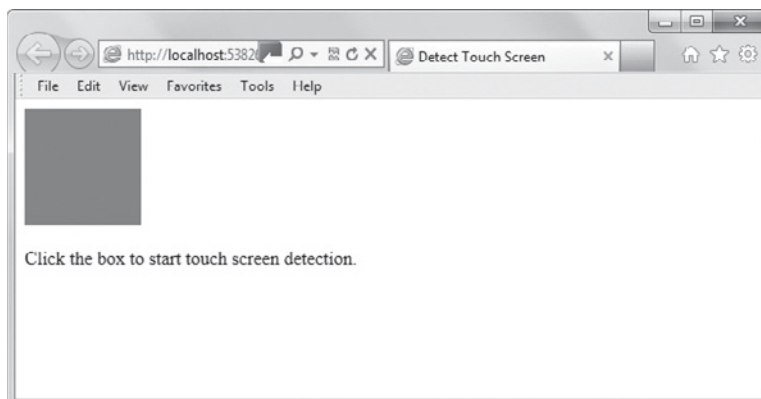 http://localhost:5382
Detect Touch Screen
File Edit View Favorites Tools Help
Click the box to start touch screen detection.